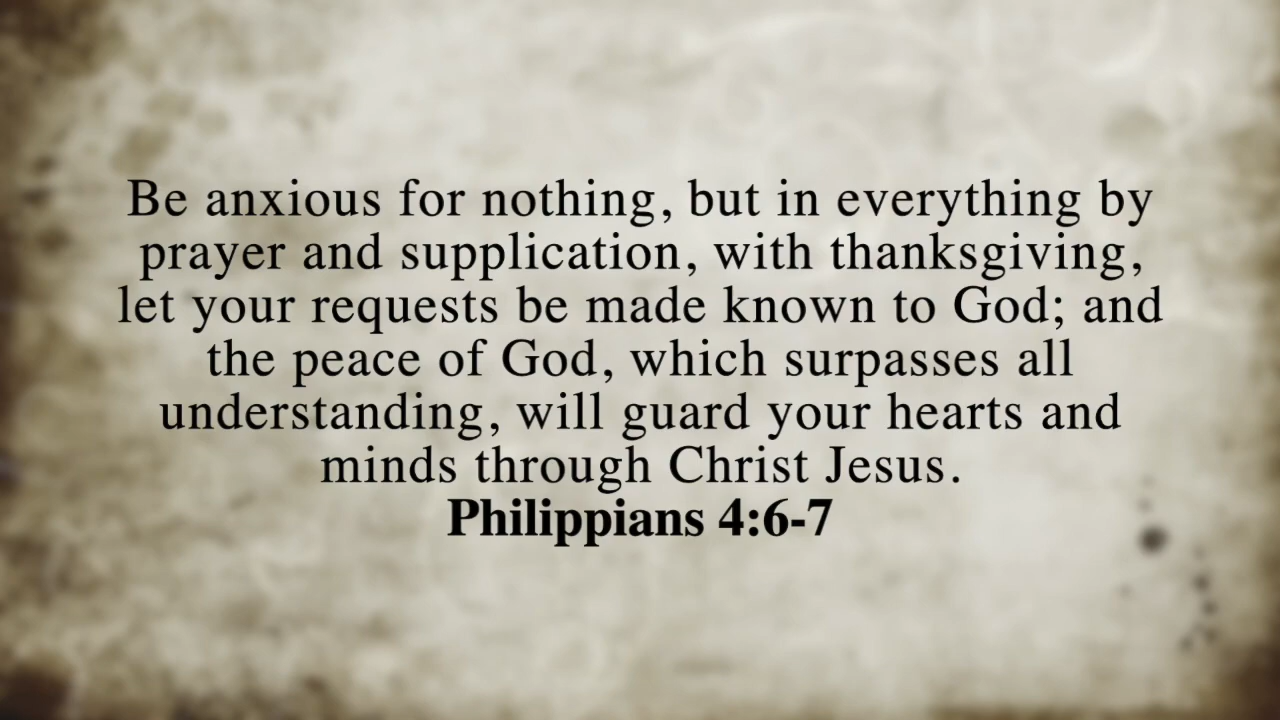 Be anxious for nothing, but in everything by
prayer and supplication, with thanksgiving,
let your requests be made known to God; and
the peace of God, which surpasses all
understanding, will guard your hearts and
minds through Christ Jesus.
Philippians 4:6-7